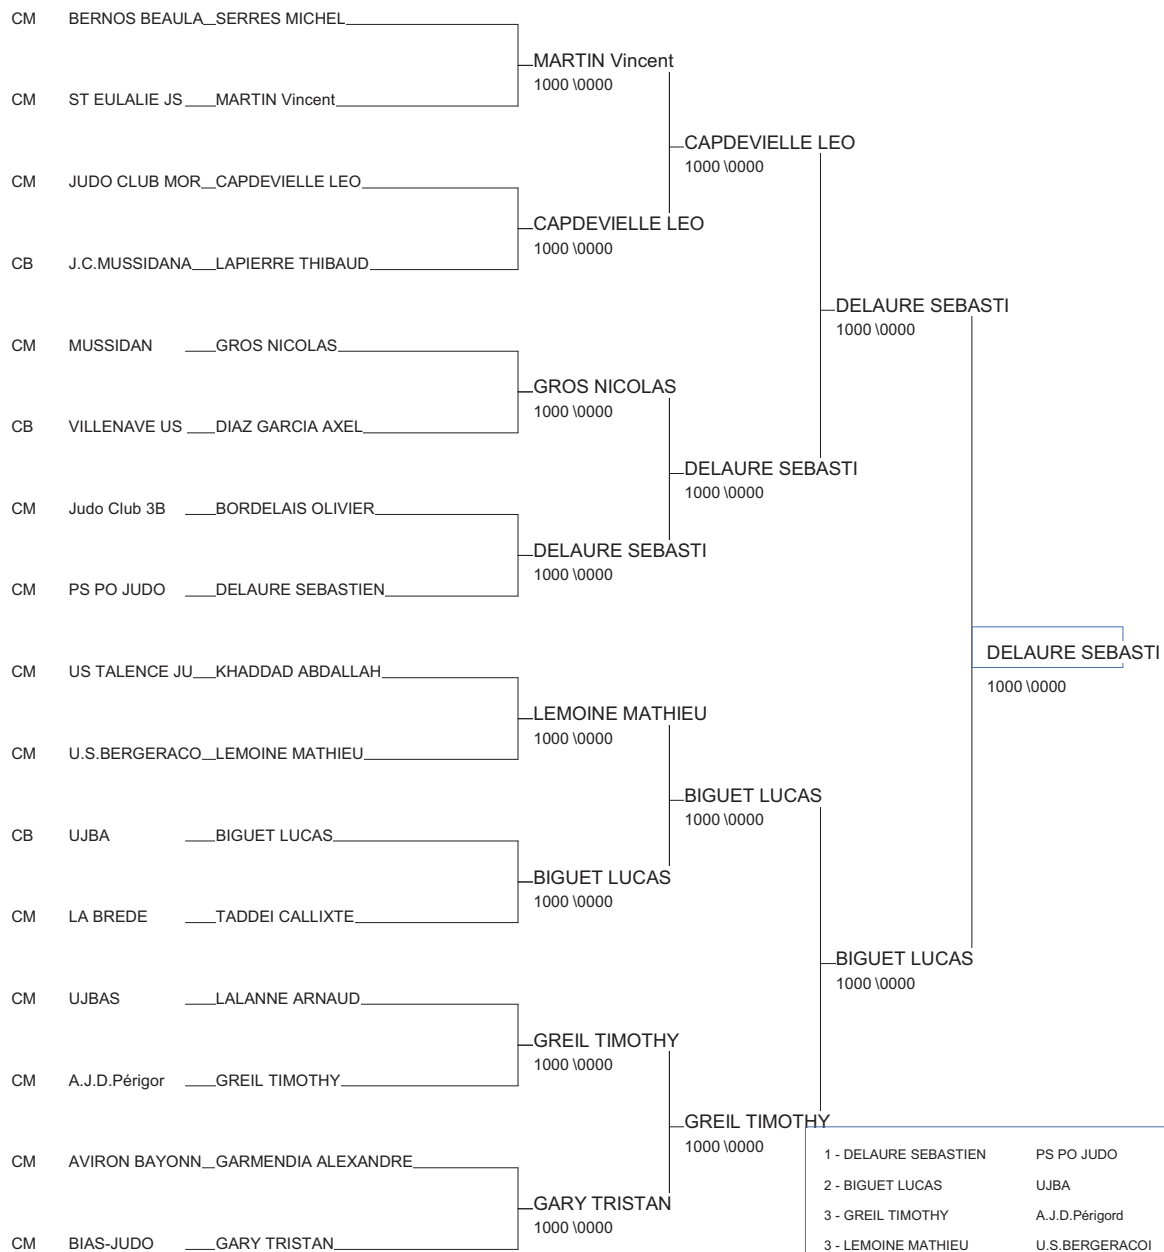 CM BERNOS BEAULA SERRES MICHEL
MARTIN Vincent
1000 \0000
CM ST EULALIE JS MARTIN Vincent
CAPDEVIELLE LEO
1000 \0000
CM JUDO CLUB MOR CAPDEVIELLE LEO
CAPDEVIELLE LEO
1000 \0000
CB J.C.MUSSIDANA LAPIERRE THIBAUD
DELAURE SEBASTI
1000 \0000
CM MUSSIDAN GROS NICOLAS
GROS NICOLAS
1000 \0000
CB VILLENAVE US DIAZ GARCIA AXEL
DELAURE SEBASTI
1000 \0000
CM Judo Club 3B BORDELAIS OLIVIER
DELAURE SEBASTI
1000 \0000
CM PS PO JUDO DELAURE SEBASTIEN
DELAURE SEBASTI
1000 \0000
CM US TALENCE JU KHADDAD ABDALLAH
LEMOINE MATHIEU
1000 \0000
CM U.S.BERGERACO LEMOINE MATHIEU
BIGUET LUCAS
1000 \0000
CB UJBA BIGUET LUCAS
BIGUET LUCAS
1000 \0000
CM LA BREDE TADDEI CALLIXTE
BIGUET LUCAS
1000 \0000
CM UJBAS LALANNE ARNAUD
GREIL TIMOTHY
1000 \0000
CM A.J.D.Périgor GREIL TIMOTHY
GREIL TIMOTHY
1000 \0000
CM AVIRON BAYONN GARMENDIA ALEXANDRE
GARY TRISTAN
1000 \0000
CM BIAS-JUDO GARY TRISTAN
1 - DELAURE SEBASTIEN PS PO JUDO
2 - BIGUET LUCAS UJBA
3 - GREIL TIMOTHY A.J.D.Périgord
3 - LEMOINE MATHIEU U.S.BERGERACOI